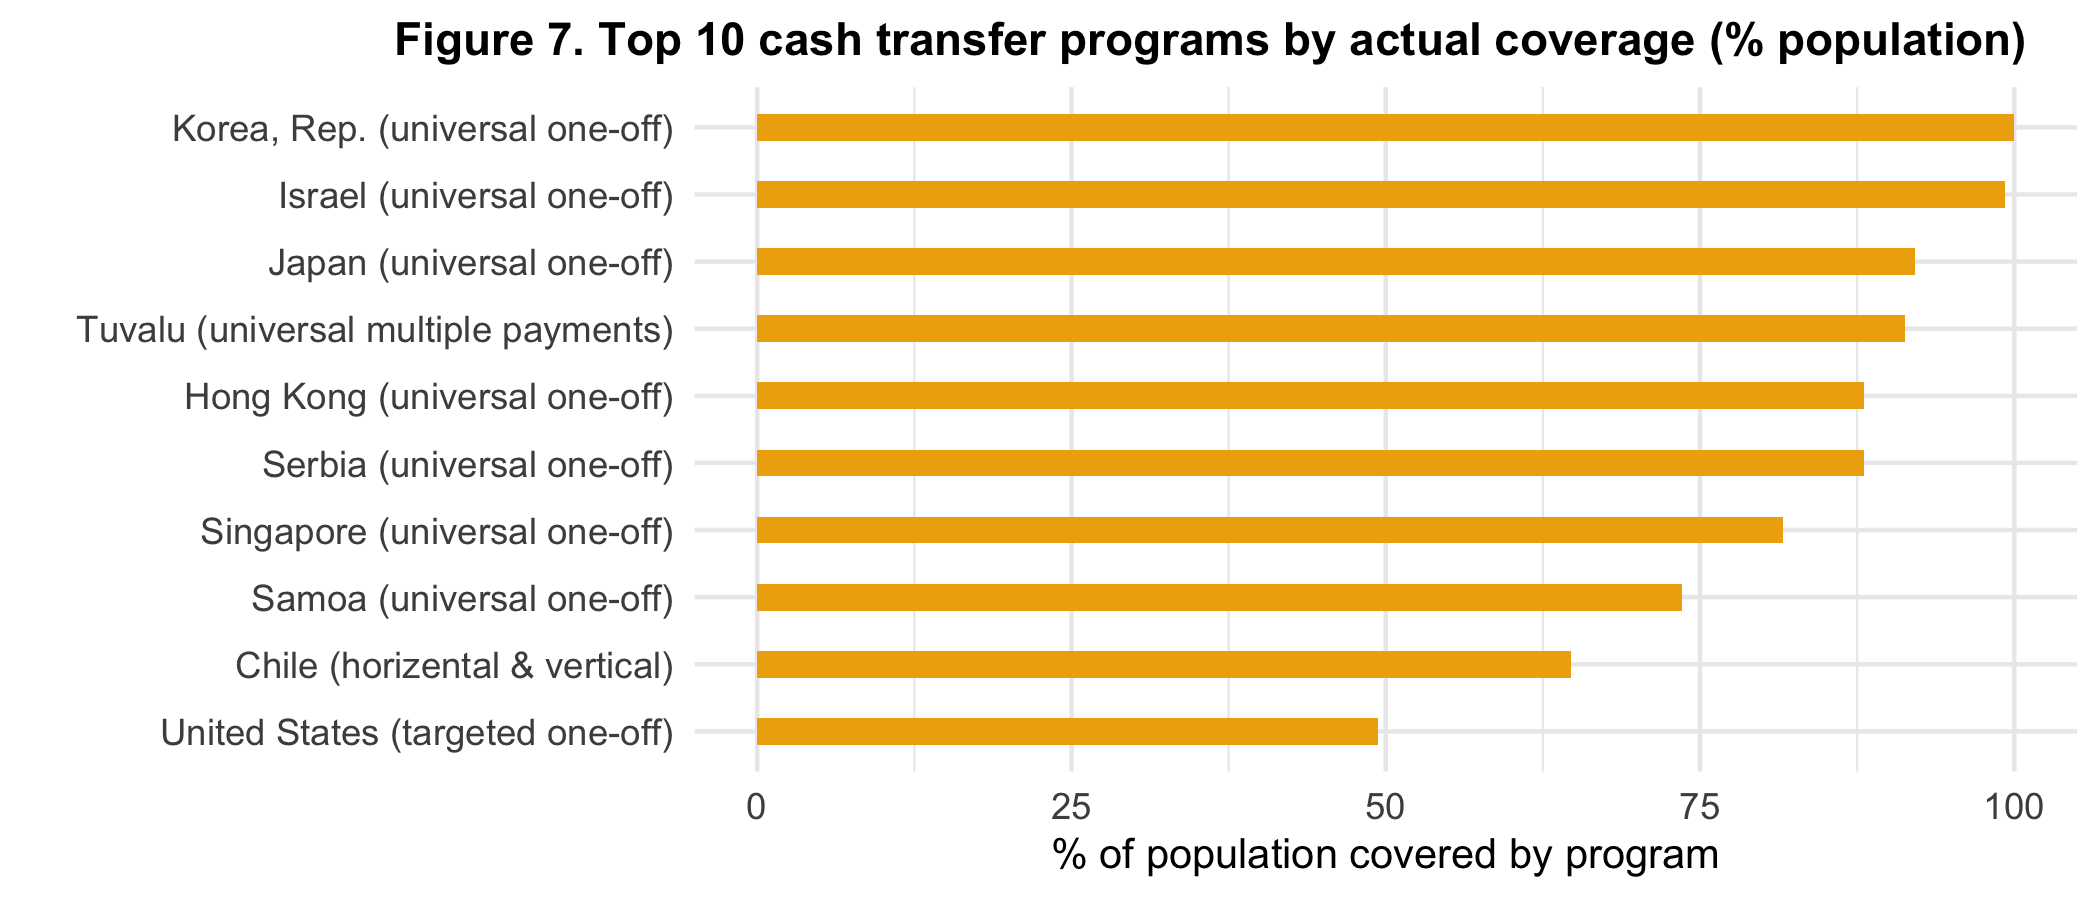 Figure 7. Top 10 cash transfer programs by actual coverage (% population)
Korea, Rep. (universal one-off)
Israel (universal one-off)
Japan (universal one-off)
Tuvalu (universal multiple payments)
Hong Kong (universal one-off)
Serbia (universal one-off)
Singapore (universal one-off)
Samoa (universal one-off)
Chile (horizental & vertical)
United States (targeted one-off)
0 25 50 75 100
% of population covered by program